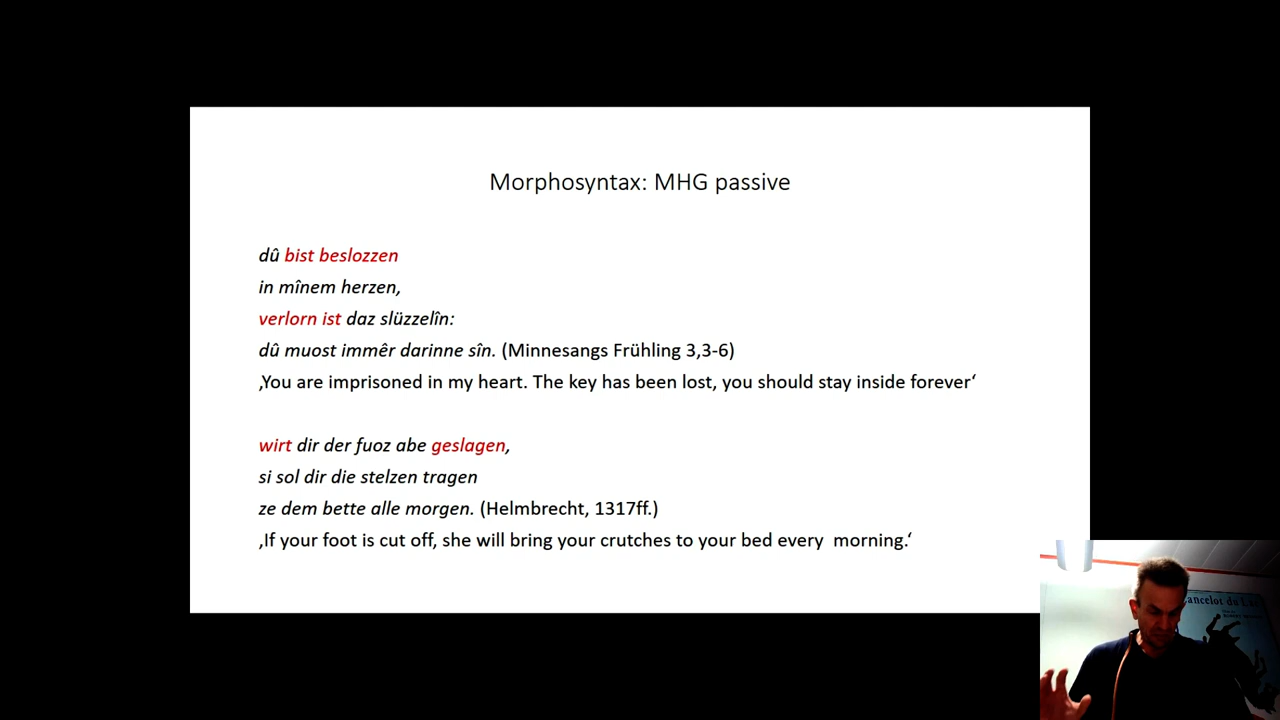 Morphosyntax: MHG passive
dû bist beslozzen
in mînem herzen,
verlorn ist daz slüzzelîn:
dû muost immêr darinne sîn. (Minnesangs Frühling 3,3-6)
‚You are imprisoned in my heart. The key has been lost, you should stay inside forever‘
wirt dir der fuoz abe geslagen,
si sol dir die stelzen tragen
ze dem bette alle morgen. (Helmbrecht, 1317ff.)
‚If your foot is cut off, she will bring your crutches to your bed every  morning.‘